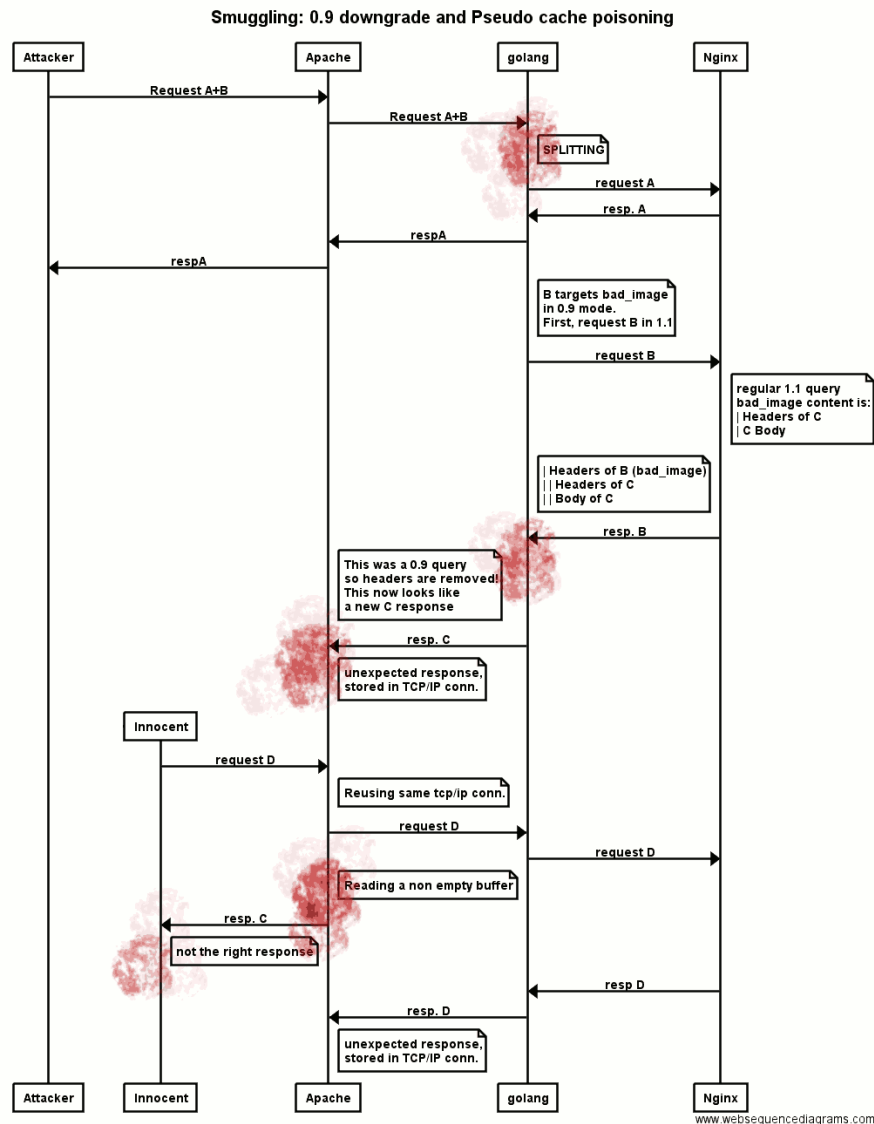 Smuggling: 0.9 downgrade and Pseudo cache poisoning
Attacker
Apache
golang
Nginx
Request A+B
Request A+B
SPLITTING
request A
resp. A
respA
respA
B targets bad_image
in 0.9 mode.
First, request B in 1.1
request B
regular 1.1 query
bad_image content is:
| Headers of C
| C Body
| Headers of B (bad_image)
| | Headers of C
| | Body of C
resp. B
This was a 0.9 query
so headers are removed!
This now looks like
a new C response
resp. C
unexpected response,
stored in TCP/IP conn.
Innocent
request D
Reusing same tcp/ip conn.
request D
request D
Reading a non empty buffer
resp. C
not the right response
resp D
resp. D
unexpected response,
stored in TCP/IP conn.
Attacker
Innocent
Apache
golang
Nginx
www.websequencediagrams.com